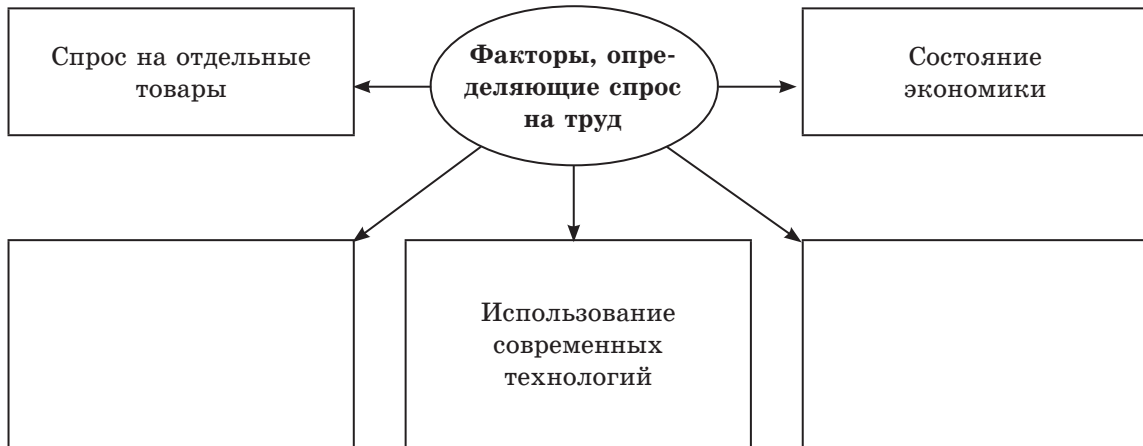 Спрос на отдельные
товары
Факторы, опре-
деляющие спрос
на труд
Состояние
экономики
Использование
современных
технологий